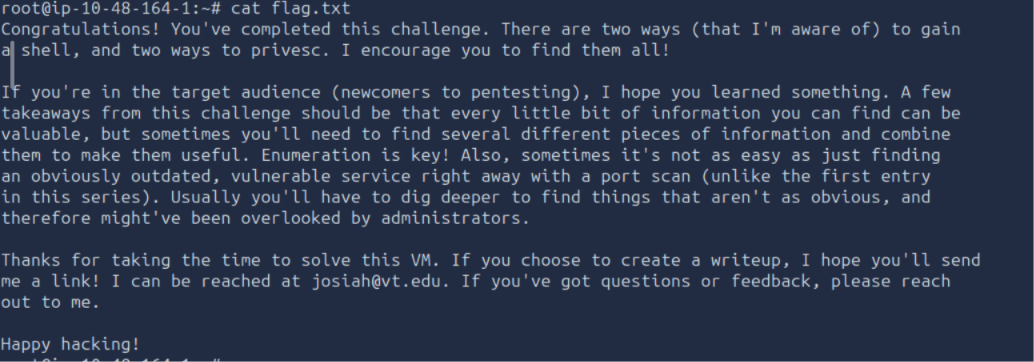 root@ip-10-48-164-1:~# cat flag.txt
Congratulations! You've completed this challenge. There are two ways (that I'm aware of) to gain
a shell, and two ways to privesc. I encourage you to find them all!
If you're in the target audience (newcomers to pentesting), I hope you learned something. A few
takeaways from this challenge should be that every little bit of information you can find can be
valuable, but sometimes you'll need to find several different pieces of information and combine
them to make them useful. Enumeration is key! Also, sometimes it's not as easy as just finding
an obviously outdated, vulnerable service right away with a port scan (unlike the first entry
in this series). Usually you'll have to dig deeper to find things that aren't as obvious, and
therefore might've been overlooked by administrators.
Thanks for taking the time to solve this VM. If you choose to create a writeup, I hope you'll send
me a link! I can be reached at josiah@vt.edu. If you've got questions or feedback, please reach
out to me.
Happy hacking!
root@ip-10-48-164-1:~#